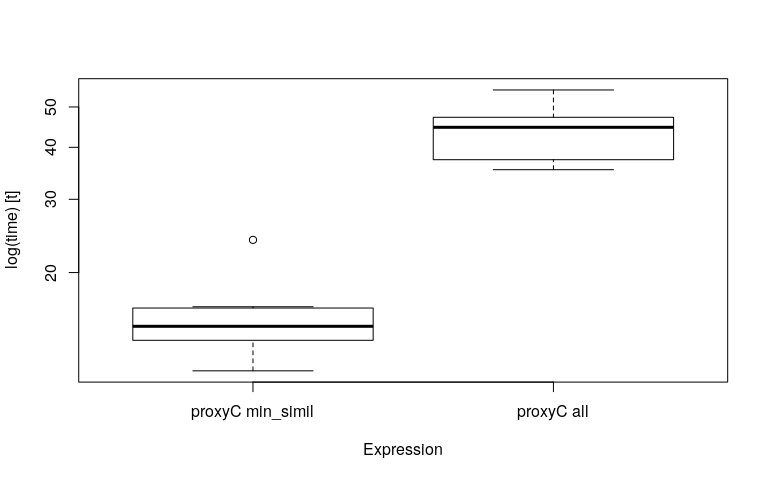 50
40
30
20
log(time) [t]
proxyC min_simil
proxyC all
Expression